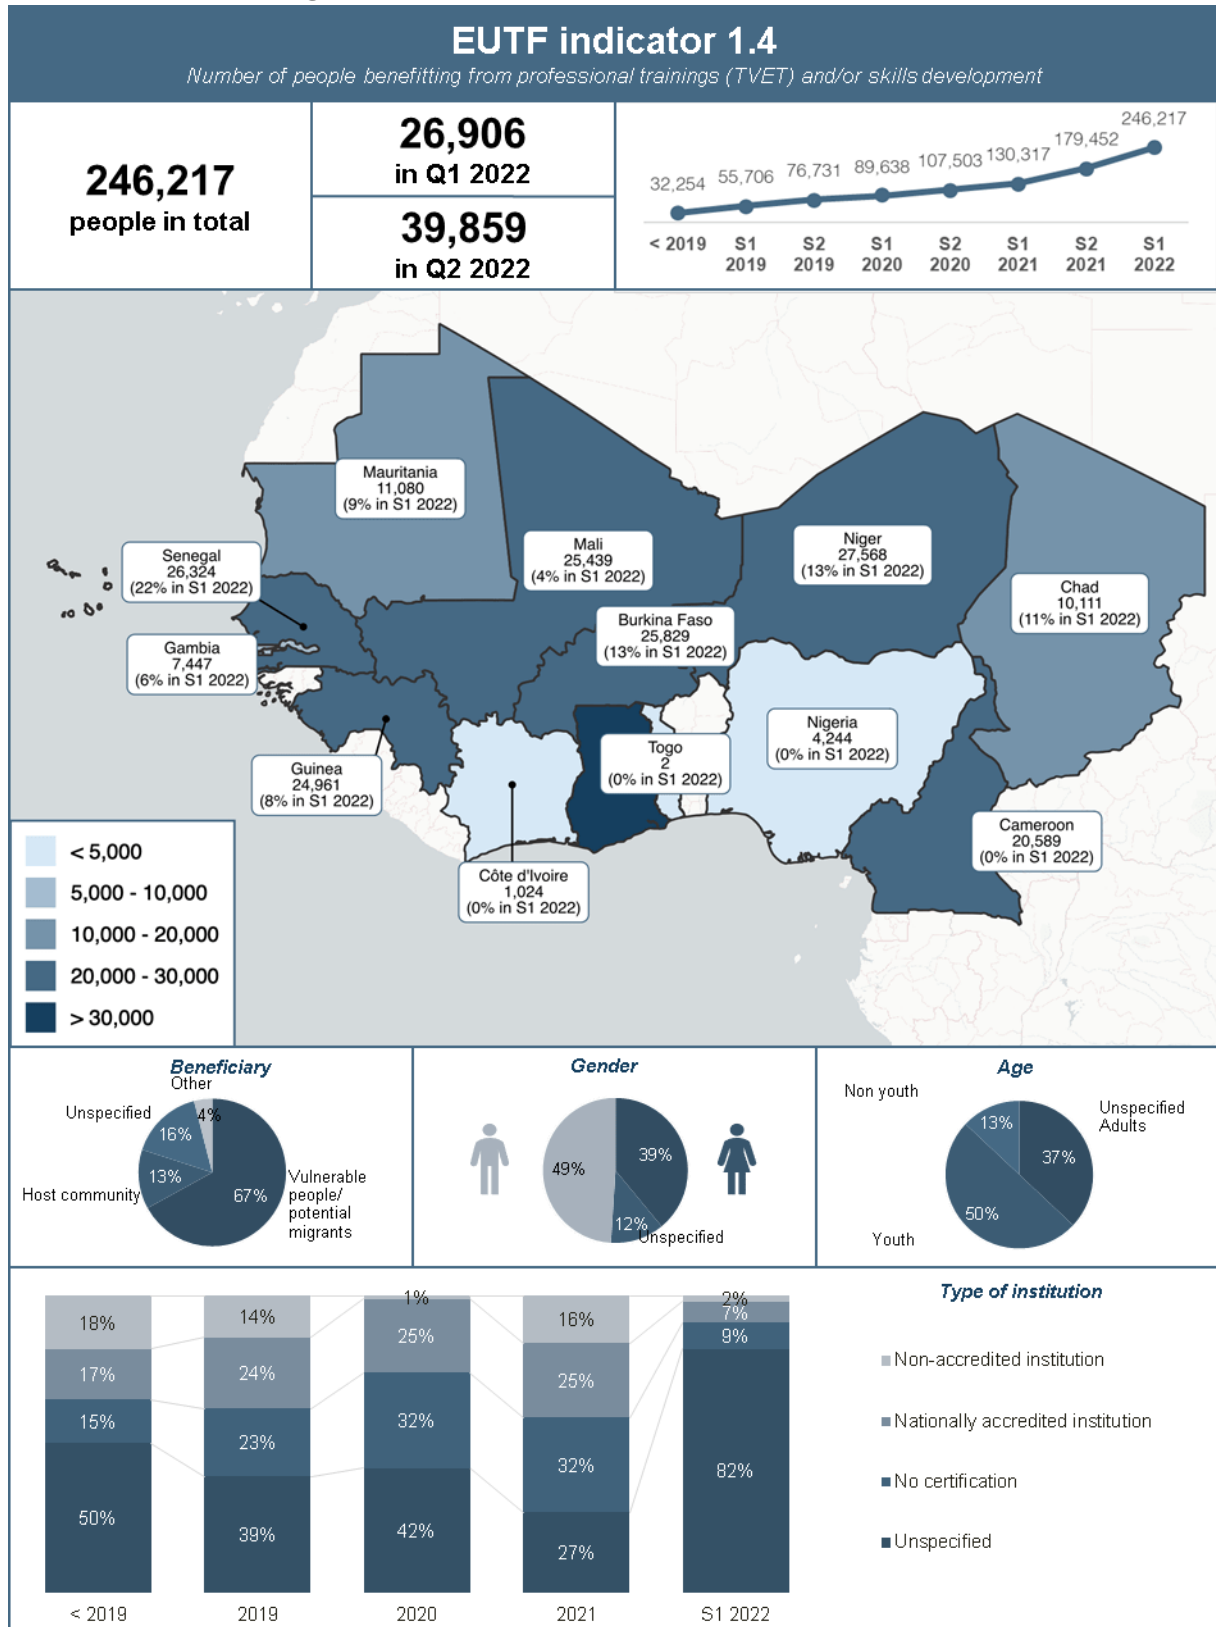 EUTF indicator 1.4
Number of people benefitting from professional trainings (TVET) and/or skills development
246,217
people in total
26,906
in Q1 2022
39,859
in Q2 2022
32,254
55,706
76,731
89,638
107,503
130,317
179,452
246,217
< 2019
S1
2019
S2
2019
S1
2020
S2
2020
S1
2021
S2
2021
S1
2022
Mauritania
11,080
(9% in S1 2022)
Senegal
26,324
(22% in S1 2022)
Mali
25,439
(4% in S1 2022)
Niger
27,568
(13% in S1 2022)
Chad
10,111
(11% in S1 2022)
Burkina Faso
25,829
(13% in S1 2022)
Gambia
7,447
(6% in S1 2022)
Nigeria
4,244
(0% in S1 2022)
Togo
2
(0% in S1 2022)
Guinea
24,961
(8% in S1 2022)
Cameroon
20,589
(0% in S1 2022)
Côte d'Ivoire
1,024
(0% in S1 2022)
< 5,000
5,000 - 10,000
10,000 - 20,000
20,000 - 30,000
> 30,000
Beneficiary
Other
4%
Unspecified
16%
Host community
13%
67%
Vulnerable
people/
potential
migrants
Gender
49%
39%
12%
Unspecified
Age
Non youth
13%
Unspecified
Adults
37%
50%
Youth
18%
17%
15%
50%
14%
24%
23%
39%
1%
25%
32%
42%
16%
25%
32%
27%
2%
7%
9%
82%
< 2019
2019
2020
2021
S1 2022
Type of institution
Non-accredited institution
Nationally accredited institution
No certification
Unspecified